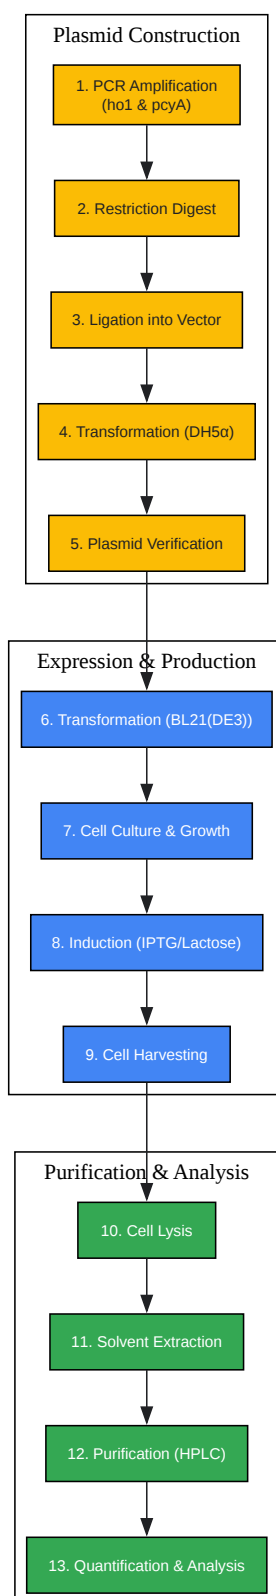 Plasmid Construction
1. PCR Amplification
(ho1 & pcyA)
2. Restriction Digest
3. Ligation into Vector
4. Transformation (DH5α)
5. Plasmid Verification
Expression & Production
6. Transformation (BL21(DE3))
7. Cell Culture & Growth
8. Induction (IPTG/Lactose)
9. Cell Harvesting
Purification & Analysis
10. Cell Lysis
11. Solvent Extraction
12. Purification (HPLC)
13. Quantification & Analysis